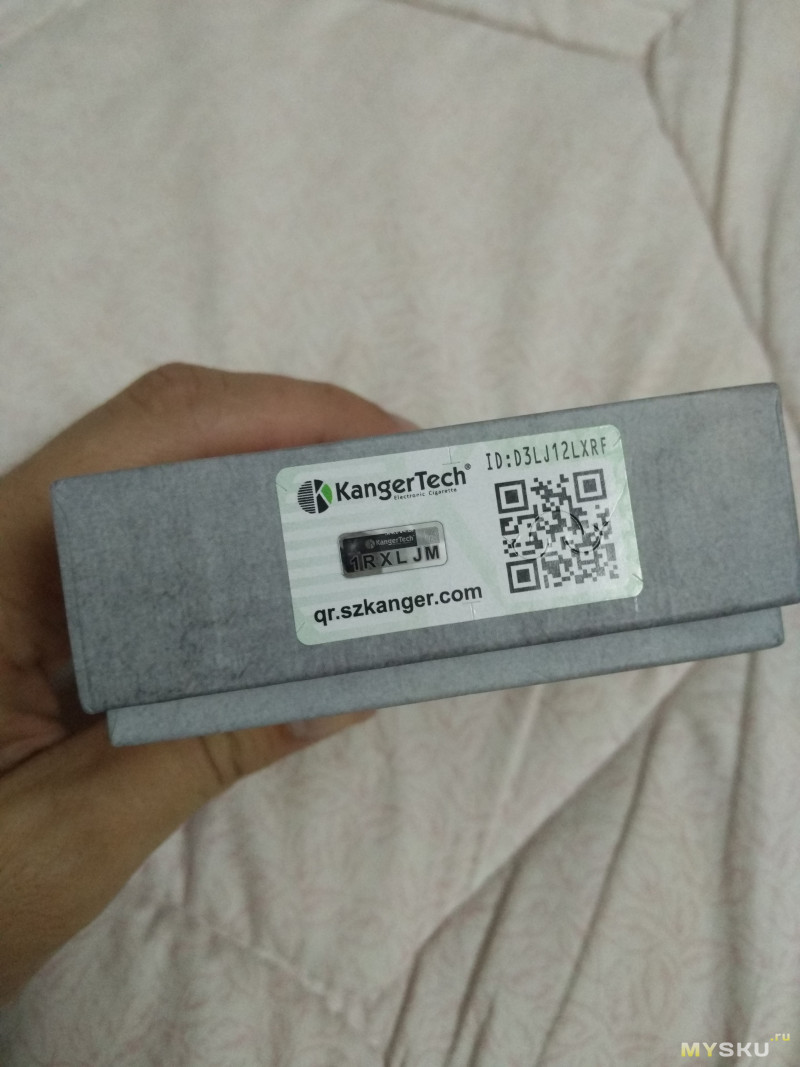 KangerTech®
Electronic Cigarette
KangerTech
1RXLJM
qr.szkanger.com
ID:D3LJ12LXRF
MYSKU.ru